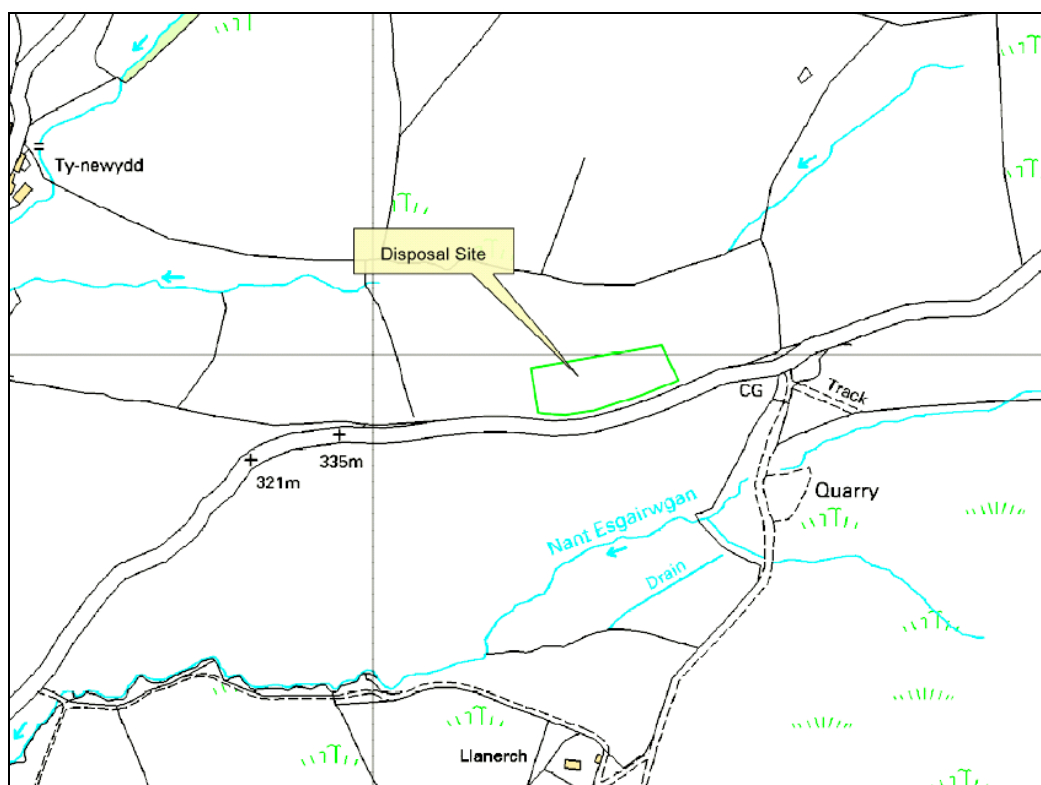 Ty-newydd
Disposal Site
CG
Track
335m
321m
Quarry
Nant Esgairwgan
Drain
Llanerch